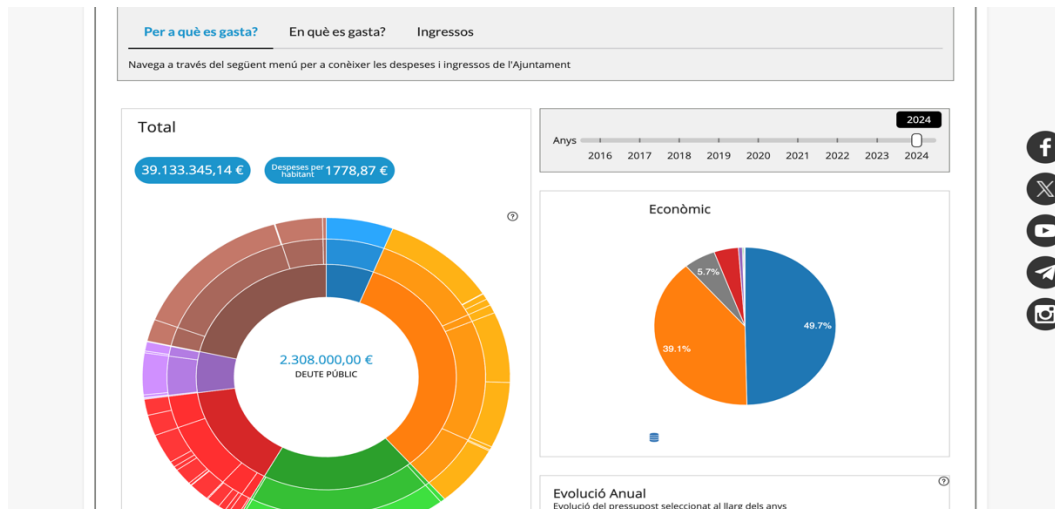 Per a què es gasta? En què es gasta? Ingressos
Navega a través del següent menú per a conèixer les despeses i ingressos de l'Ajuntament
Total
39.133.345,14 €
Despeses per
habitant
1778,87 €
2.308.000,00 €
DEUTE PÚBLIC
2024
Anys
2016 2017 2018 2019 2020 2021 2022 2023 2024
Econòmic
5.7%
49.7%
39.1%
Evolució Anual
Evolució del pressupost seleccionat al llarg dels anys